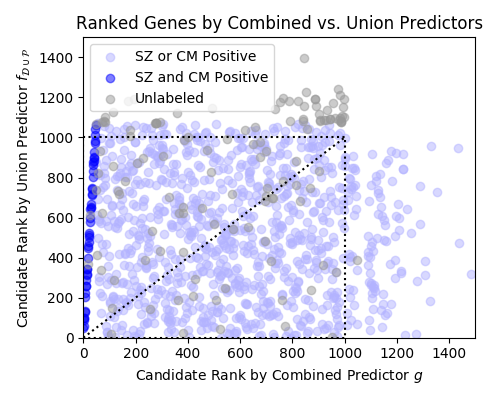 Ranked Genes by Combined vs. Union Predictors
SZ or CM Positive
SZ and CM Positive
Unlabeled
Candidate Rank by Union Predictor f𝒟∪𝒫
1400
1200
1000
800
600
400
200
0
0 200 400 600 800 1000 1200 1400
Candidate Rank by Combined Predictor g